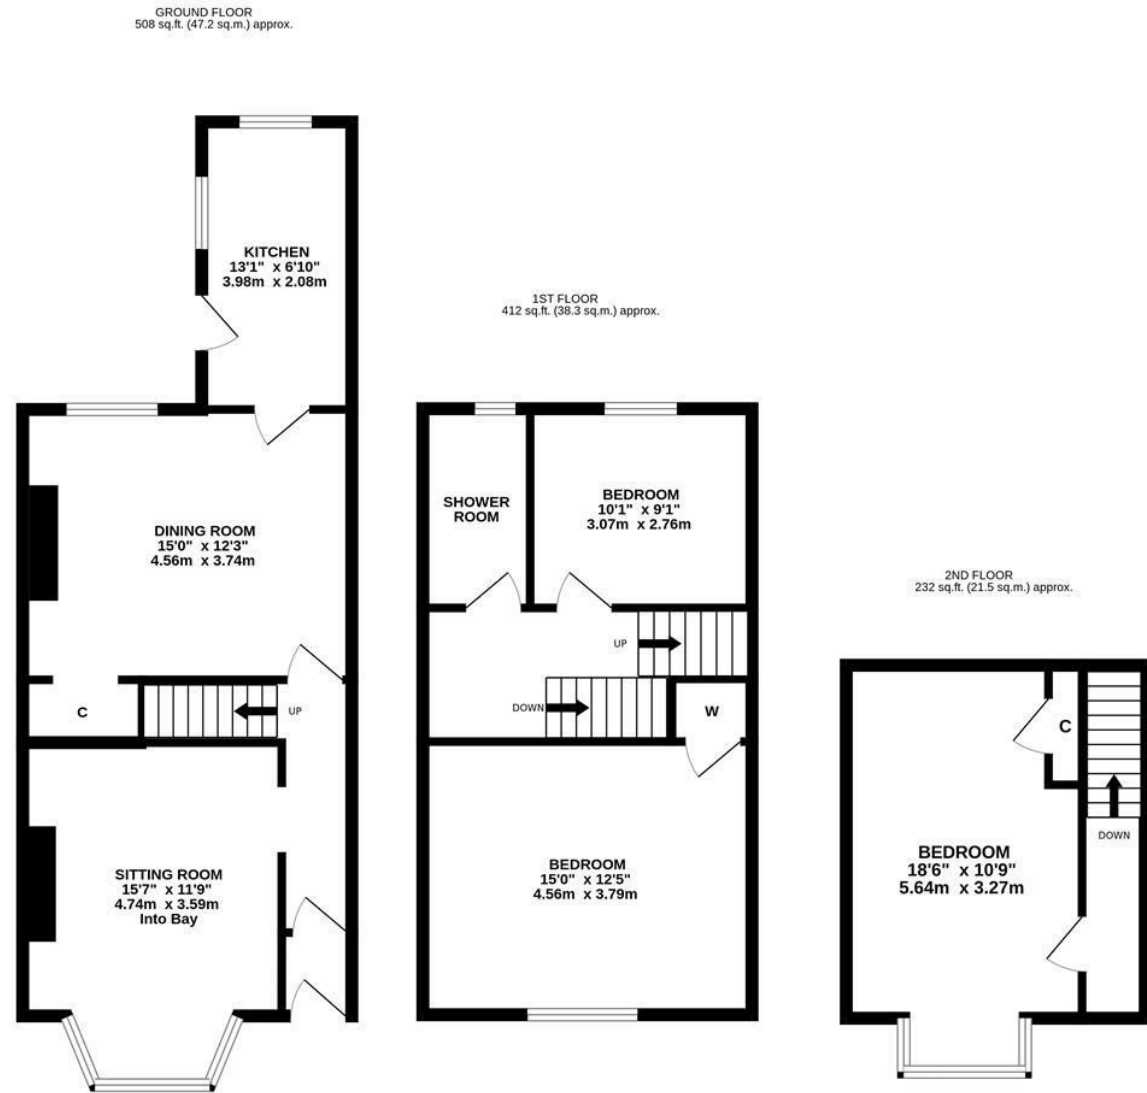 GROUND FLOOR
508 sq.ft. (47.2 sq.m.) approx.
KITCHEN
13'1" x 6'10"
3.98m x 2.08m
DINING ROOM
15'0" x 12'3"
4.56m x 3.74m
C
UP
SITTING ROOM
15'7" x 11'9"
4.74m x 3.59m
Into Bay
1ST FLOOR
412 sq.ft. (38.3 sq.m.) approx.
SHOWER
ROOM
BEDROOM
10'1" x 9'1"
3.07m x 2.76m
UP
DOWN
W
BEDROOM
15'0" x 12'5"
4.56m x 3.79m
2ND FLOOR
232 sq.ft. (21.5 sq.m.) approx.
C
DOWN
BEDROOM
18'6" x 10'9"
5.64m x 3.27m